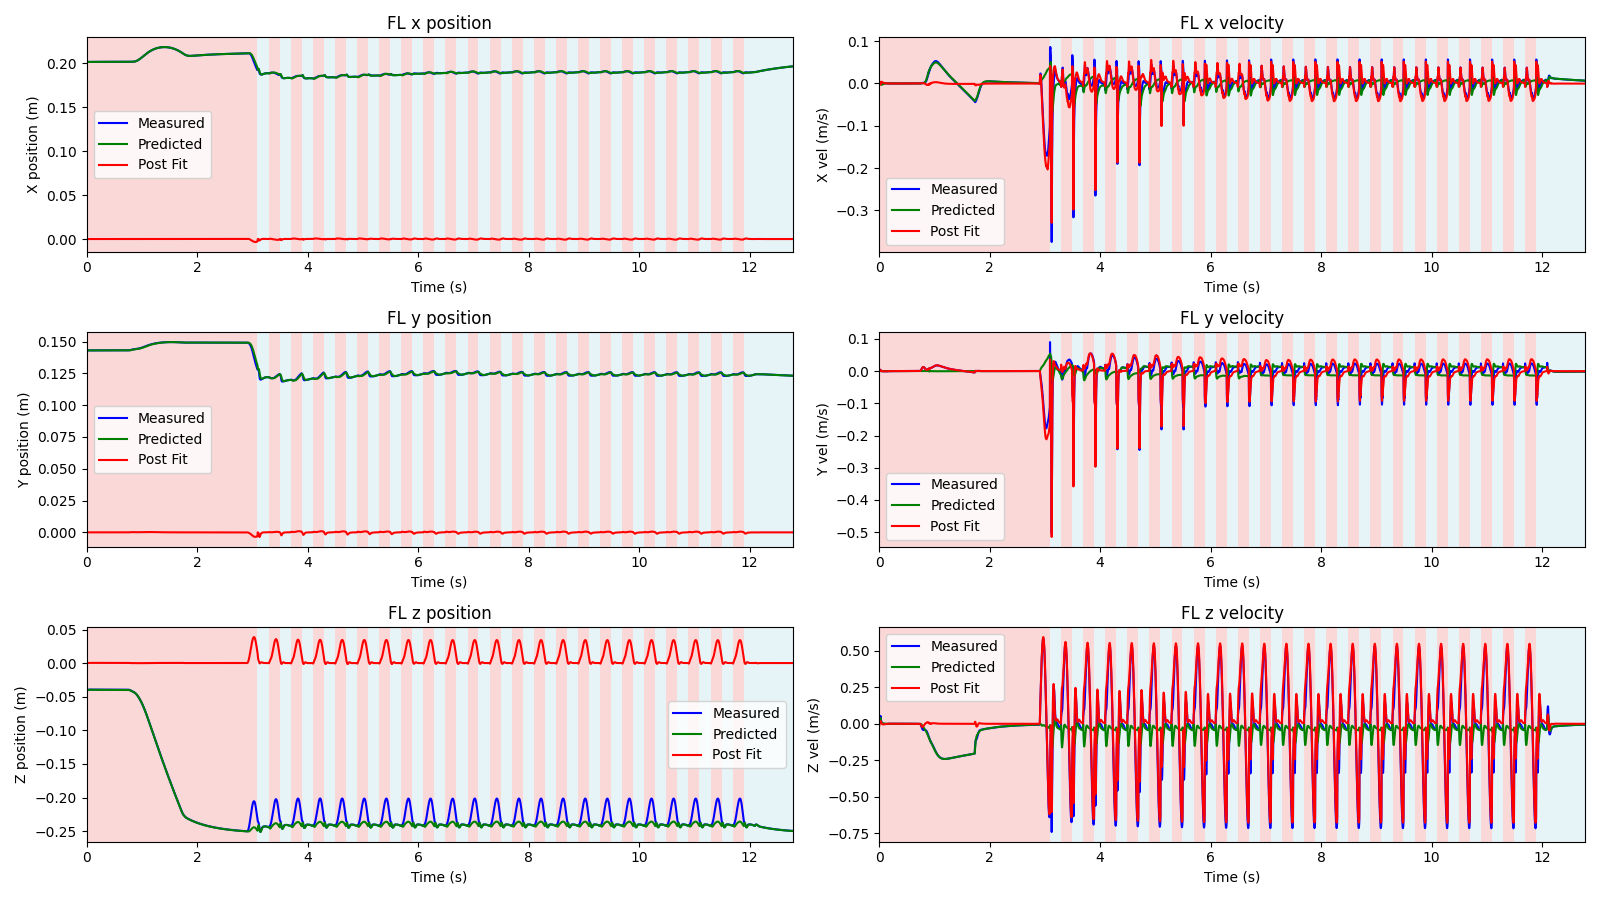 FL x position
X position (m)
0.20
0.15
0.10
0.05
0.00
Measured
Predicted
Post Fit
0 2 4 6 8 10 12
Time (s)
FL x velocity
X vel (m/s)
0.1
0.0
−0.1
−0.2
−0.3
Measured
Predicted
Post Fit
0 2 4 6 8 10 12
Time (s)
FL y position
Y position (m)
0.150
0.125
0.100
0.075
0.050
0.025
0.000
Measured
Predicted
Post Fit
0 2 4 6 8 10 12
Time (s)
FL y velocity
Y vel (m/s)
0.1
0.0
−0.1
−0.2
−0.3
−0.4
−0.5
Measured
Predicted
Post Fit
0 2 4 6 8 10 12
Time (s)
FL z position
Z position (m)
0.05
0.00
−0.05
−0.10
−0.15
−0.20
−0.25
Measured
Predicted
Post Fit
0 2 4 6 8 10 12
Time (s)
FL z velocity
Z vel (m/s)
0.50
0.25
0.00
−0.25
−0.50
−0.75
Measured
Predicted
Post Fit
0 2 4 6 8 10 12
Time (s)